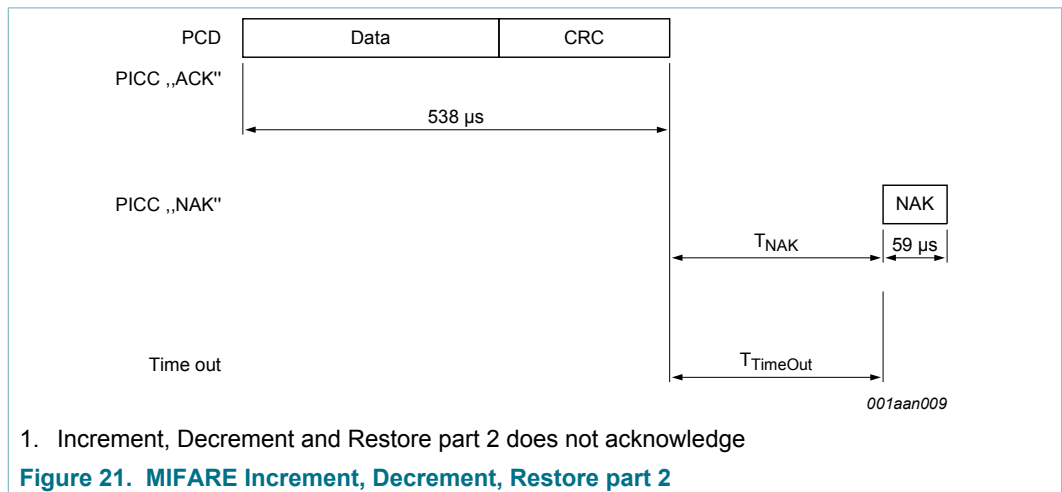 PCD Data CRC
PICC ,,ACK"
538 µs
PICC ,,NAK" NAK
TNAK 59 µs
Time out TTimeOut
001aan009
1. Increment, Decrement and Restore part 2 does not acknowledge
Figure 21. MIFARE Increment, Decrement, Restore part 2